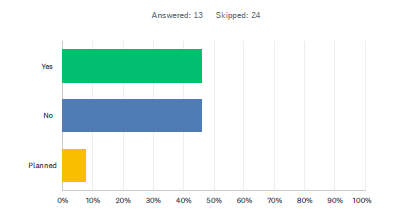 Answered: 13 Skipped: 24
Yes
No
Planned
0% 10% 20% 30% 40% 50% 60% 70% 80% 90% 100%